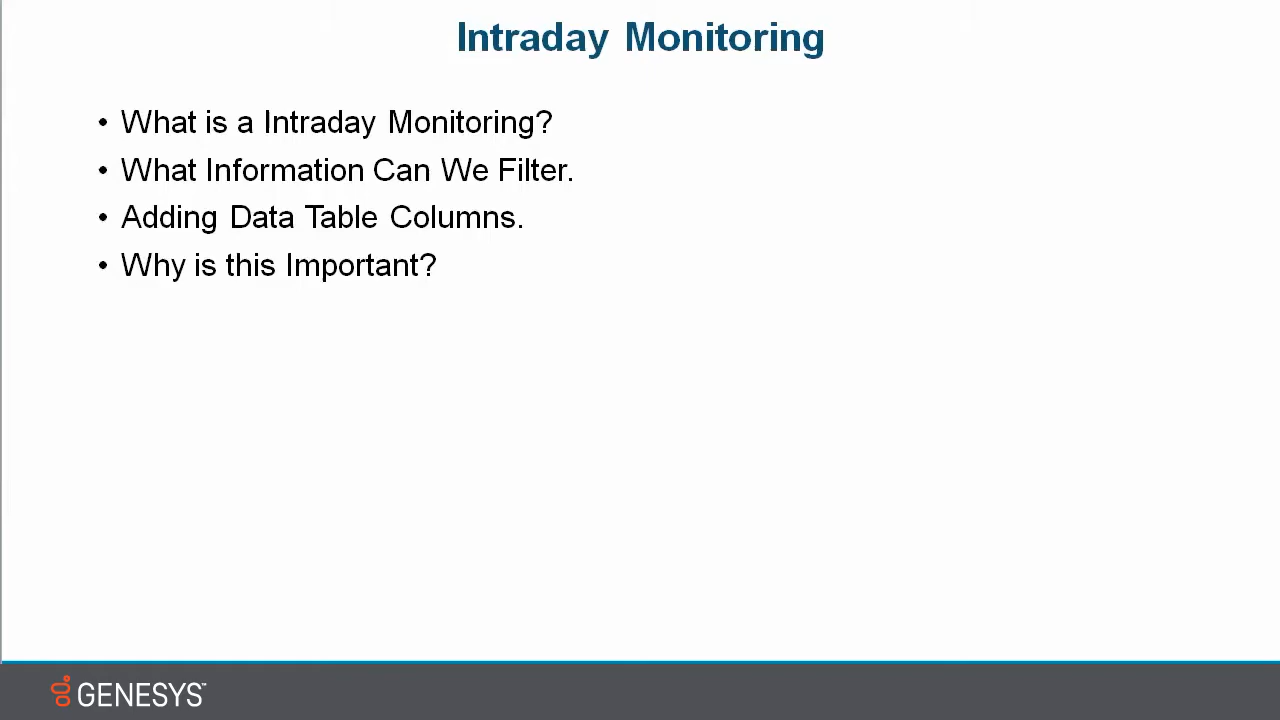 Intraday Monitoring
• What is a Intraday Monitoring?
• What Information Can We Filter.
• Adding Data Table Columns.
• Why is this Important?
GENESYS™